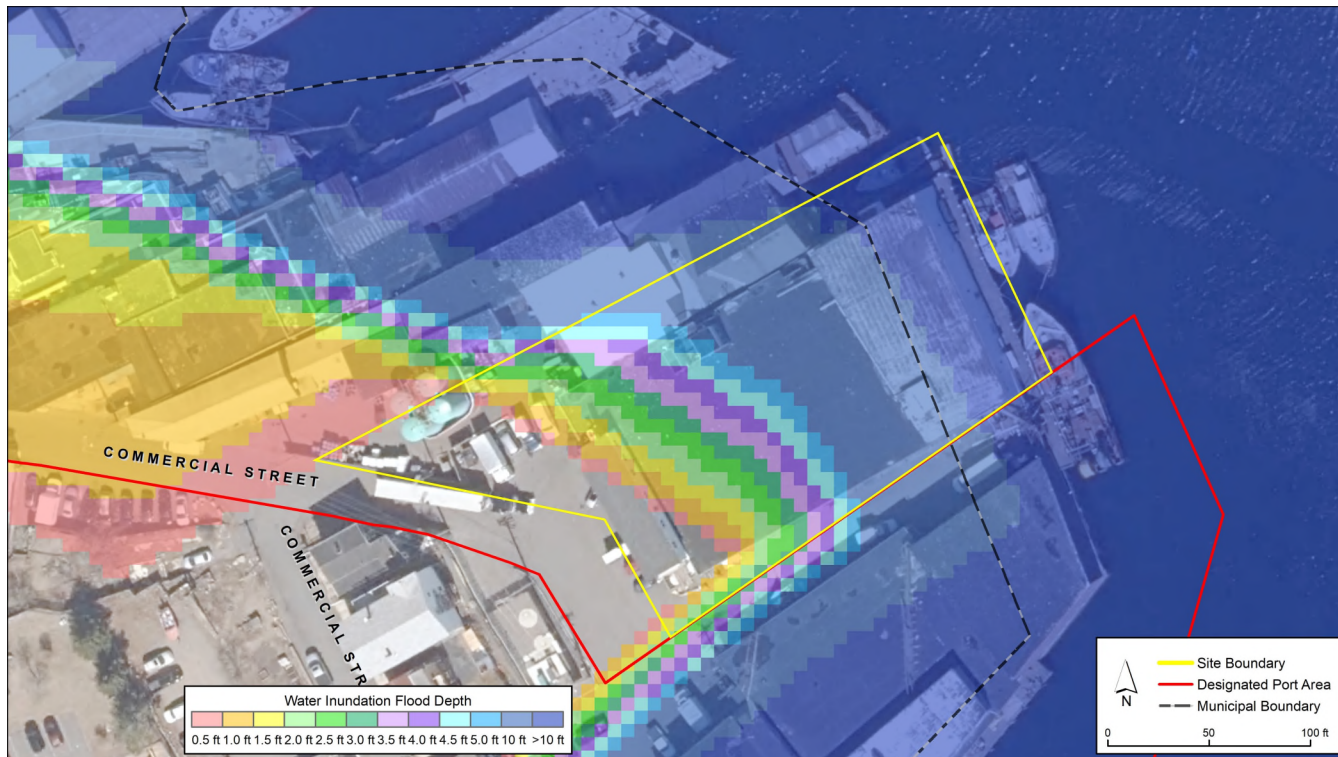 COMMERCIAL STREET
COMMERCIAL STR
Water Inundation Flood Depth
0.5 ft 1.0 ft 1.5 ft 2.0 ft 2.5 ft 3.0 ft 3.5 ft 4.0 ft 4.5 ft 5.0 ft 10 ft >10 ft
N
Site Boundary
Designated Port Area
Municipal Boundary
0 50 100 ft